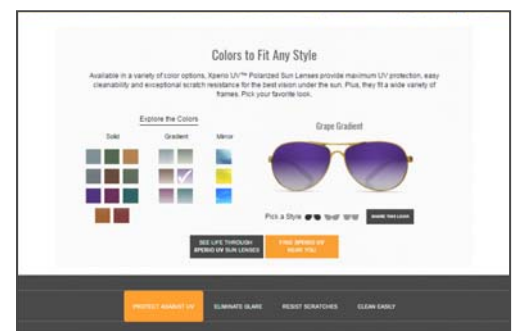 Colors to Fit Any Style
Available in a variety of color options, Xperio UV™ Polarized Sun Lenses provide maximum UV protection, easy
cleanability and exceptional scratch resistance for the best vision under the sun. Plus, they fit a wide variety of
frames. Pick your favorite look.
Explore the Colors
Solid Gradient Mirror
Grape Gradient
Pick a Style
SHARE THIS LOOK
SEE LIFE THROUGH
XPERIO UV SUN LENSES
FIND XPERIO UV
NEAR YOU
PROTECT AGAINST UV ELIMINATE GLARE RESIST SCRATCHES CLEAN EASILY